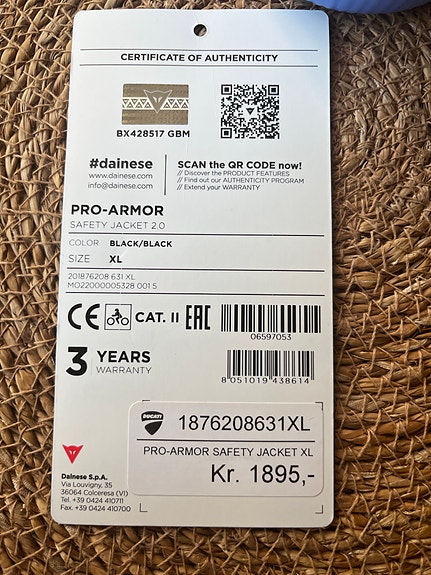 CERTIFICATE OF AUTHENTICITY
BX428517 GBM
#dainese
www.dainese.com
info@dainese.com
SCAN the QR CODE now!
// Discover the PRODUCT FEATURES
// Find out our AUTHENTICITY PROGRAM
// Extend your WARRANTY
PRO-ARMOR
SAFETY JACKET 2.0
COLOR BLACK/BLACK
SIZE XL
201876208 631 XL
MO22000005328 001 5
CE CAT. II EAC
06597053
3 YEARS
WARRANTY
8051019438614
DUCATI
1876208631XL
PRO-ARMOR SAFETY JACKET XL
Kr. 1895,-
Dainese S.p.A.
Via Louvigny, 35
36064 Colceresa (VI)
Tel. +39 0424 410711
Fax. +39 0424 410700